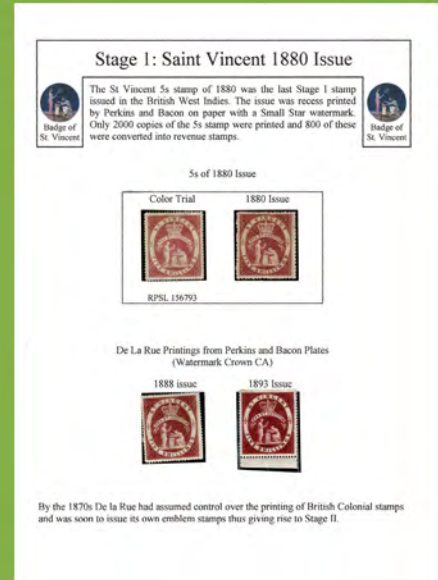 Stage 1: Saint Vincent 1880 Issue
The St Vincent 5s stamp of 1880 was the last Stage I stamp
issued in the British West Indies. The issue was recess printed
by Perkins and Bacon on paper with a Small Star watermark.
Only 2000 copies of the 5s stamp were printed and 800 of these
were converted into revenue stamps.
Badge of
St. Vincent
Badge of
St. Vincent
5s of 1880 Issue
Color Trial
1880 Issue
RPSL 156793
De La Rue Printings from Perkins and Bacon Plates
(Watermark Crown CA)
1888 issue
1893 Issue
By the 1870s De la Rue had assumed control over the printing of British Colonial stamps
and was soon to issue its own emblem stamps thus giving rise to Stage II.